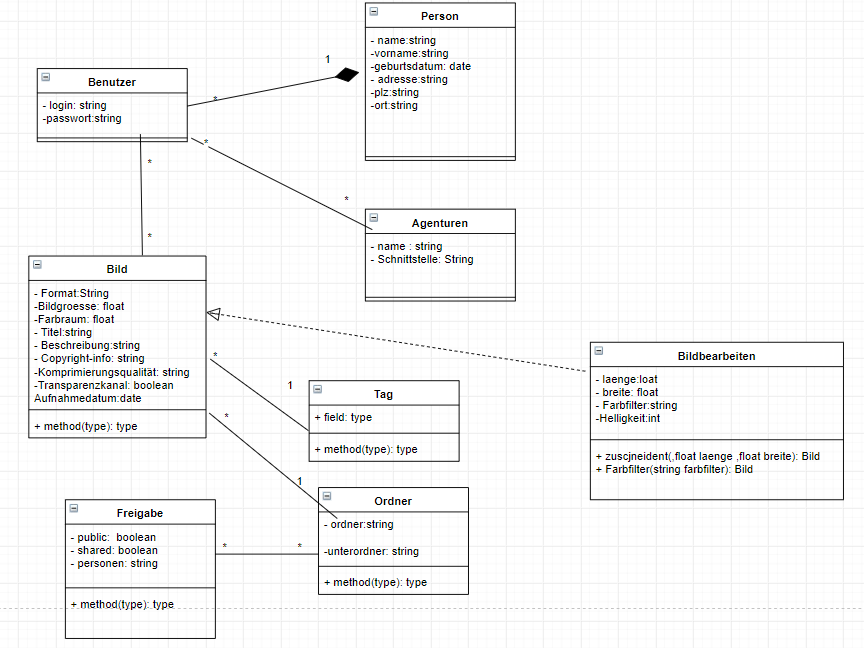 Person
- name:string
-vorname:string
-geburtsdatum: date
- adresse:string
-plz:string
-ort:string
1
*
Benutzer
- login: string
-passwort:string
*
*
*
*
Agenturen
- name : string
- Schnittstelle: String
Bild
- Format:String
-Bildgroesse: float
-Farbraum: float
- Titel:string
- Beschreibung:string
- Copyright-info: string
-Komprimierungsqualität: string
-Transparenzkanal: boolean
Aufnahmedatum:date
+ method(type): type
Bildbearbeiten
- laenge:loat
- breite: float
- Farbfilter:string
-Helligkeit:int
+ zuscjneident(,float laenge ,float breite): Bild
+ Farbfilter(string farbfilter): Bild
*
1
Tag
+ field: type
+ method(type): type
*
1
Ordner
- ordner:string
-unterordner: string
+ method(type): type
Freigabe
- public:  boolean
- shared: boolean
- personen: string
+ method(type): type
*
*